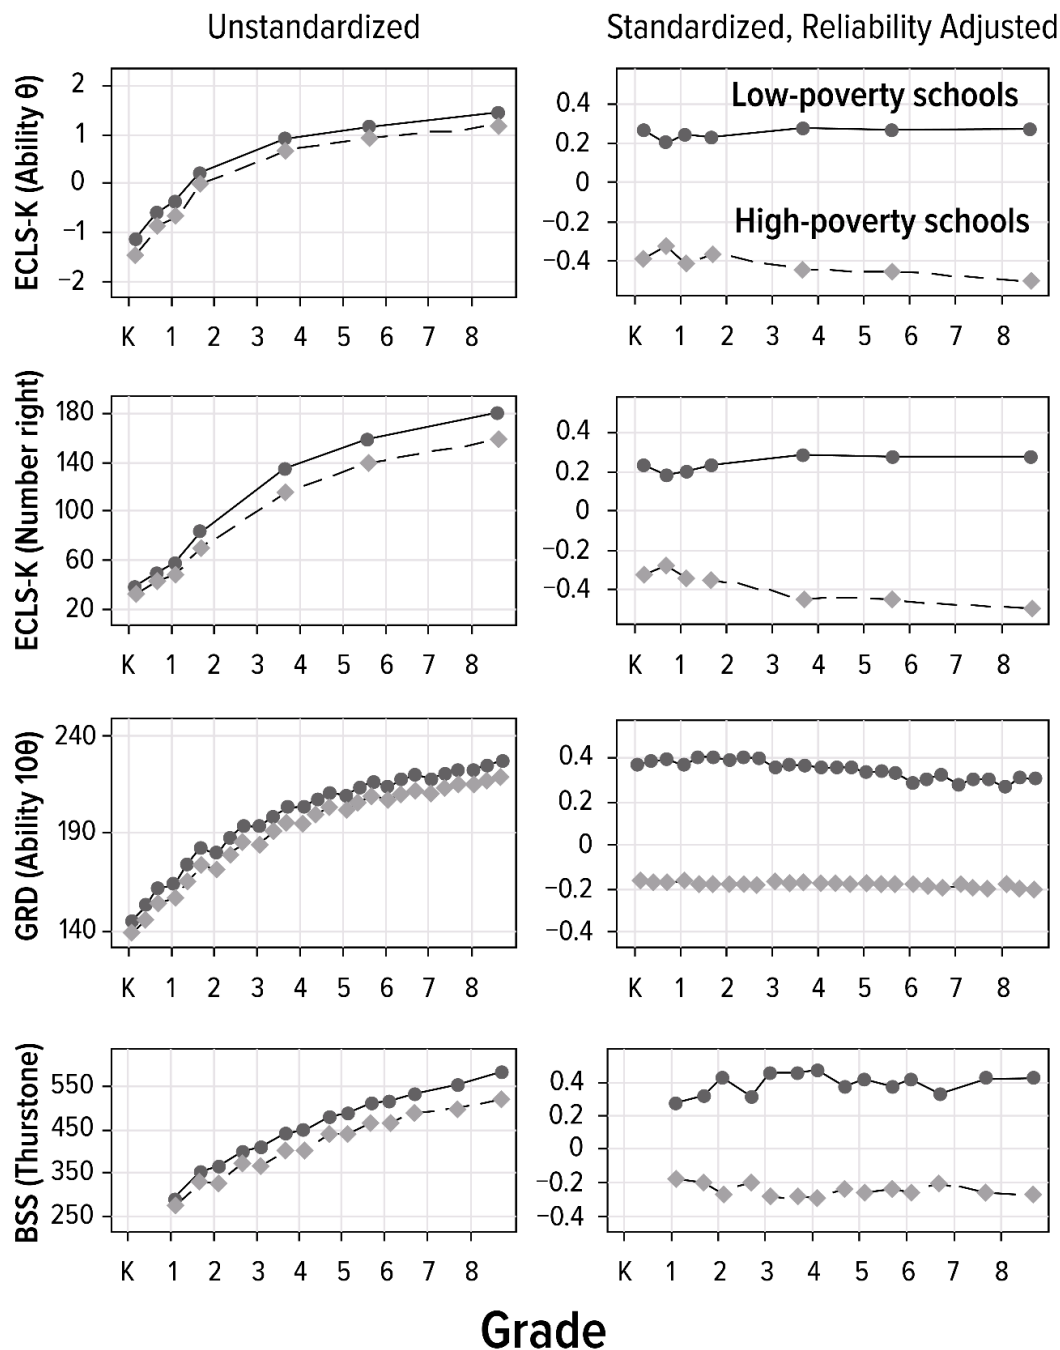 Unstandardized
Standardized, Reliability Adjusted
ECLS-K (Ability θ)
2
1
0
−1
−2
K 1 2 3 4 5 6 7 8
0.4
0.2
0
−0.2
−0.4
Low-poverty schools
High-poverty schools
K 1 2 3 4 5 6 7 8
ECLS-K (Number right)
180
140
100
60
20
K 1 2 3 4 5 6 7 8
0.4
0.2
0
−0.2
−0.4
K 1 2 3 4 5 6 7 8
GRD (Ability 10θ)
240
190
140
K 1 2 3 4 5 6 7 8
0.4
0.2
0
−0.2
−0.4
K 1 2 3 4 5 6 7 8
BSS (Thurstone)
550
450
350
250
K 1 2 3 4 5 6 7 8
0.4
0.2
0
−0.2
−0.4
K 1 2 3 4 5 6 7 8
Grade